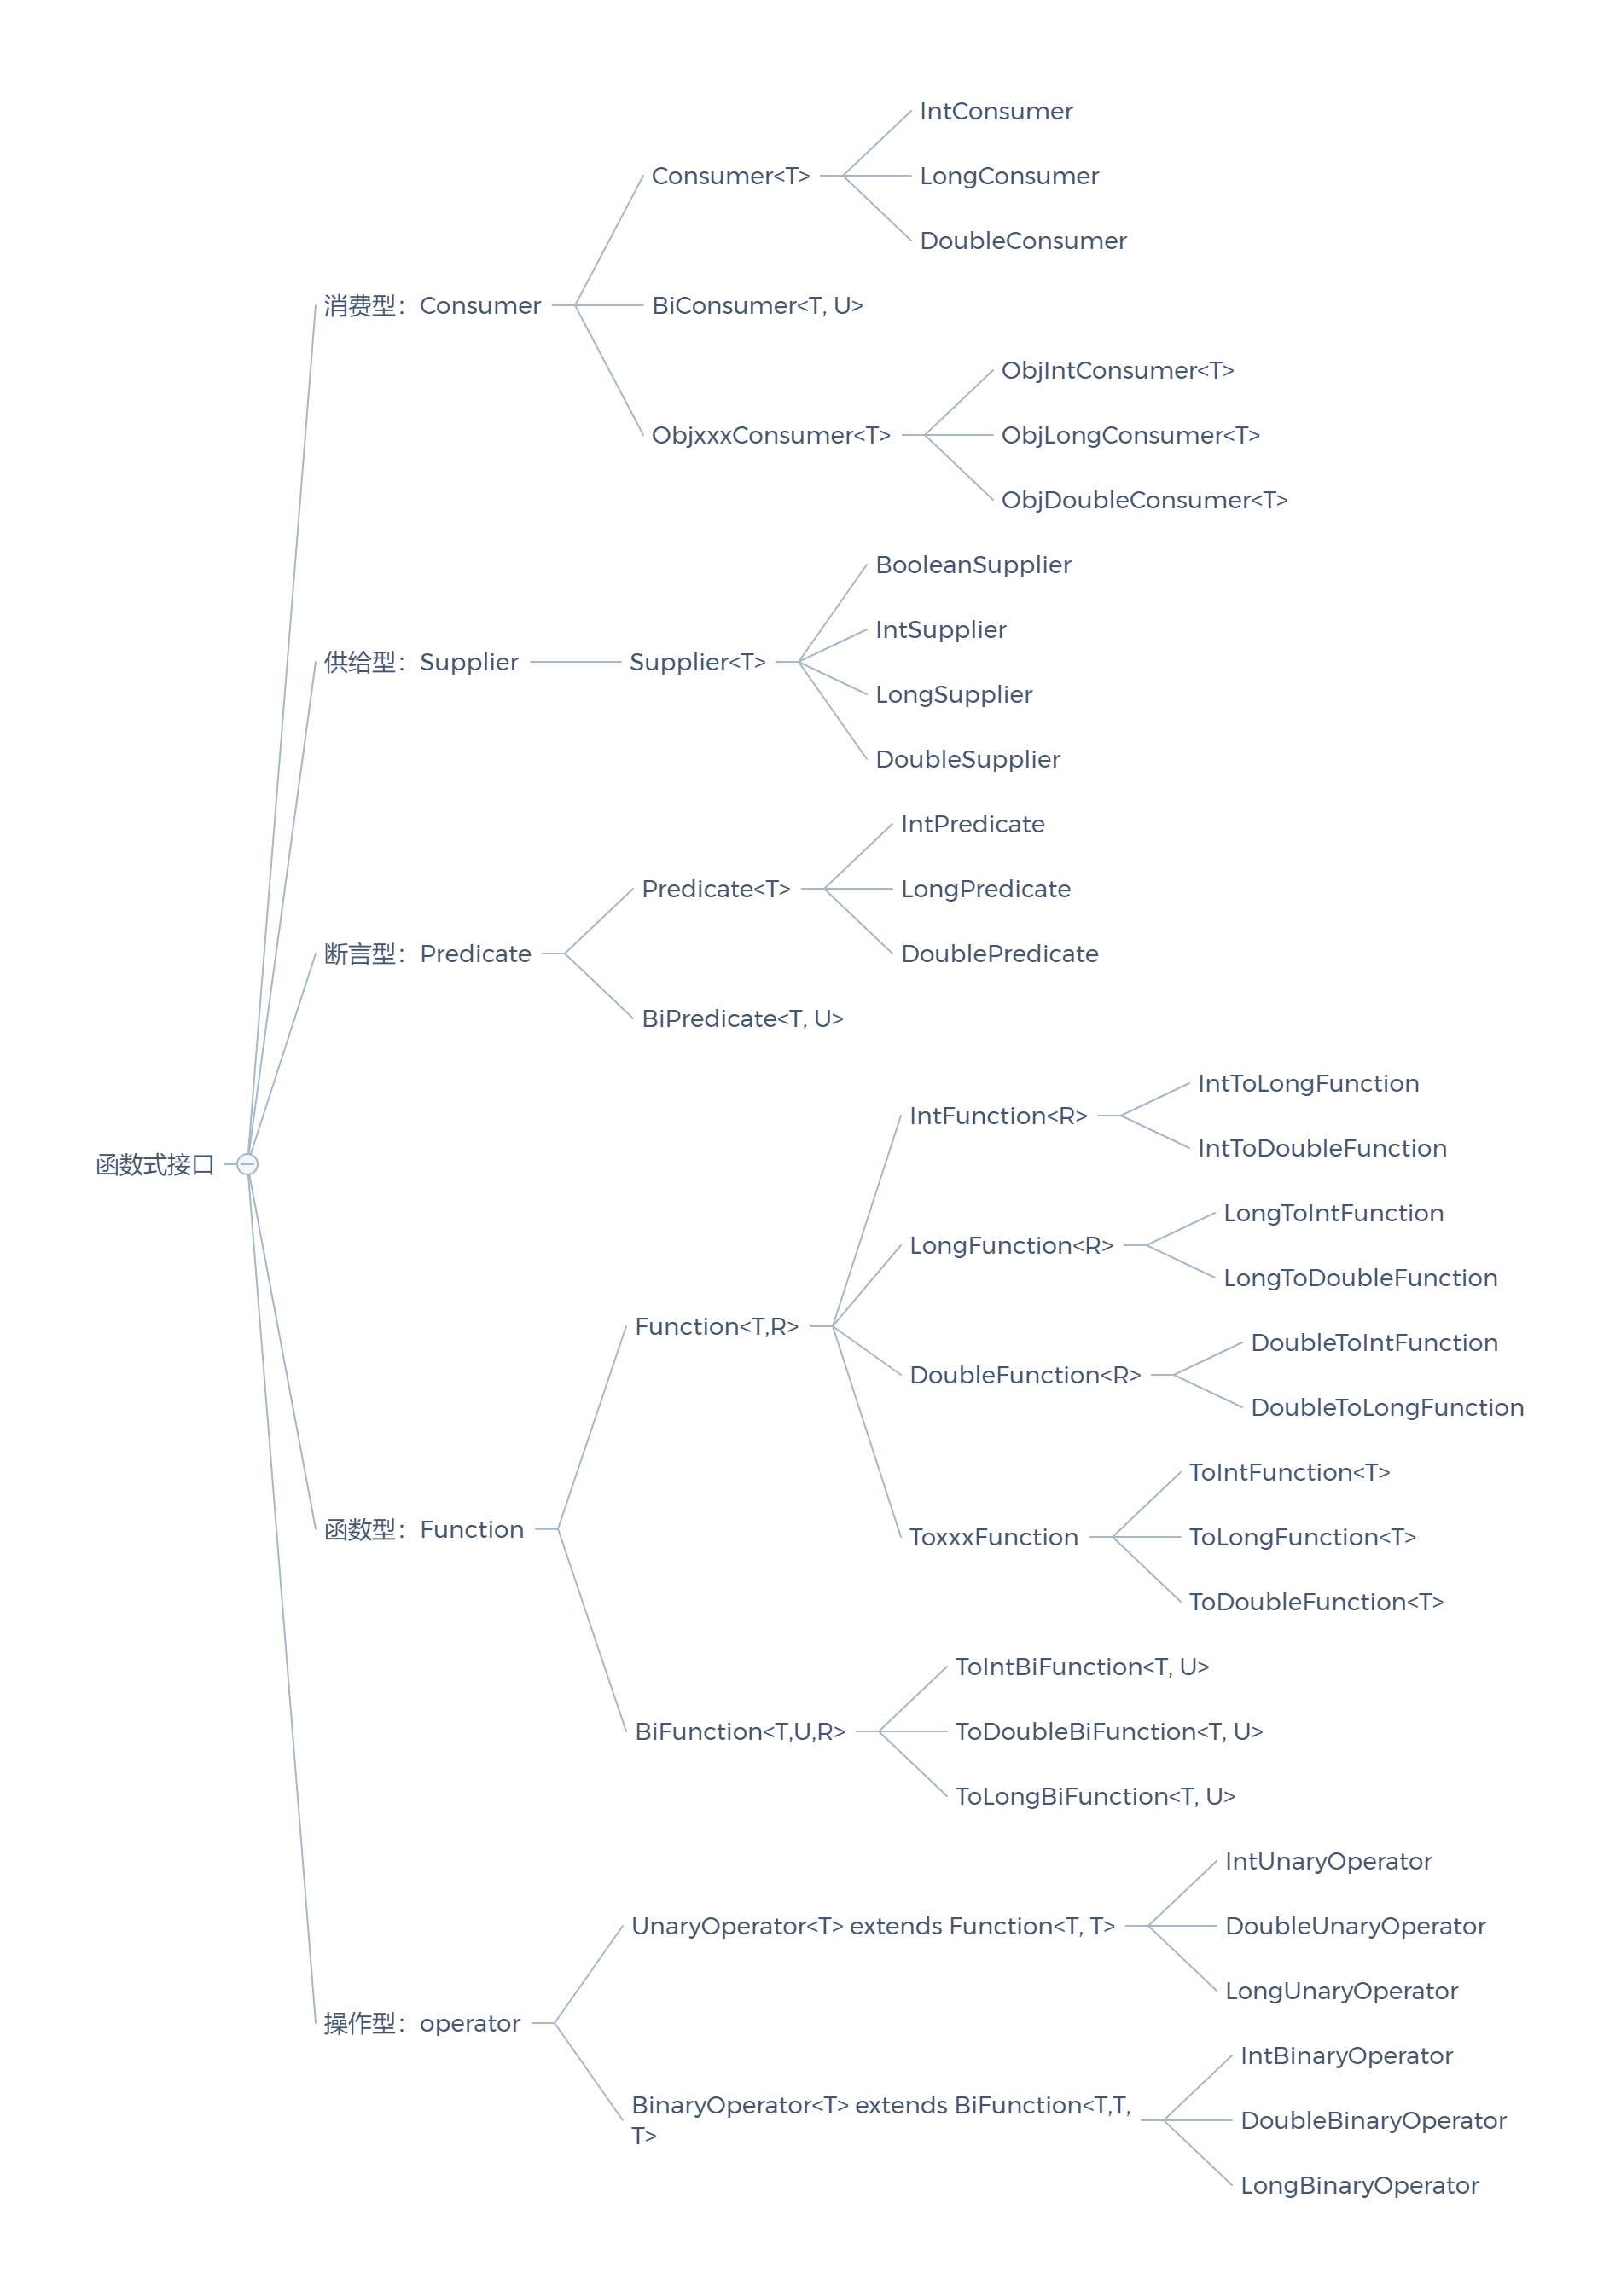 函数式接口
消费型：Consumer
Consumer<T>
IntConsumer
LongConsumer
DoubleConsumer
BiConsumer<T, U>
ObjxxxConsumer<T>
ObjIntConsumer<T>
ObjLongConsumer<T>
ObjDoubleConsumer<T>
供给型：Supplier
Supplier<T>
BooleanSupplier
IntSupplier
LongSupplier
DoubleSupplier
断言型：Predicate
Predicate<T>
IntPredicate
LongPredicate
DoublePredicate
BiPredicate<T, U>
函数型：Function
Function<T,R>
IntFunction<R>
IntToLongFunction
IntToDoubleFunction
LongFunction<R>
LongToIntFunction
LongToDoubleFunction
DoubleFunction<R>
DoubleToIntFunction
DoubleToLongFunction
ToxxxFunction
ToIntFunction<T>
ToLongFunction<T>
ToDoubleFunction<T>
BiFunction<T,U,R>
ToIntBiFunction<T, U>
ToDoubleBiFunction<T, U>
ToLongBiFunction<T, U>
操作型：operator
UnaryOperator<T> extends Function<T, T>
IntUnaryOperator
DoubleUnaryOperator
LongUnaryOperator
BinaryOperator<T> extends BiFunction<T,T,
T>
IntBinaryOperator
DoubleBinaryOperator
LongBinaryOperator